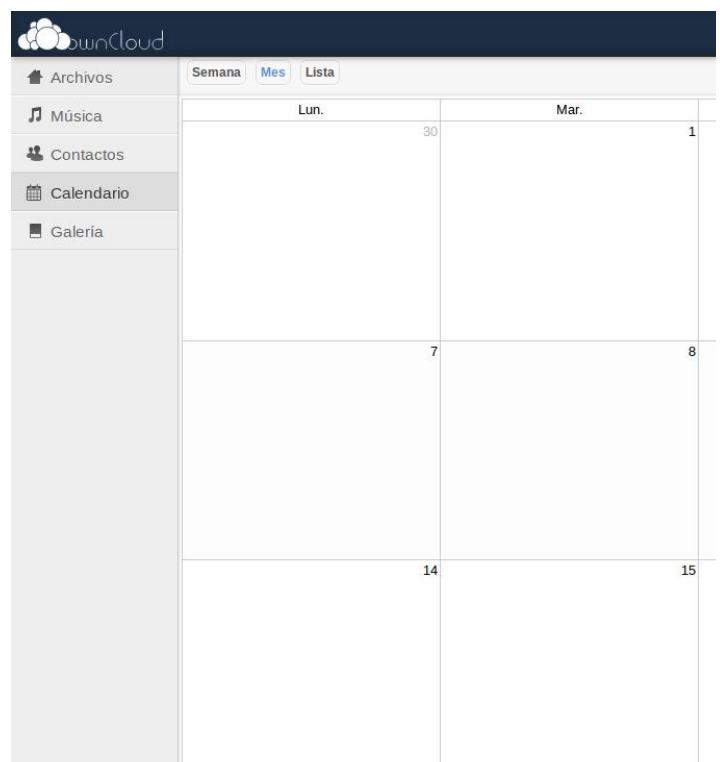 ownCloud
Archivos
Música
Contactos
Calendario
Galería
Semana Mes Lista
Lun. Mar.
30 1
7 8
14 15